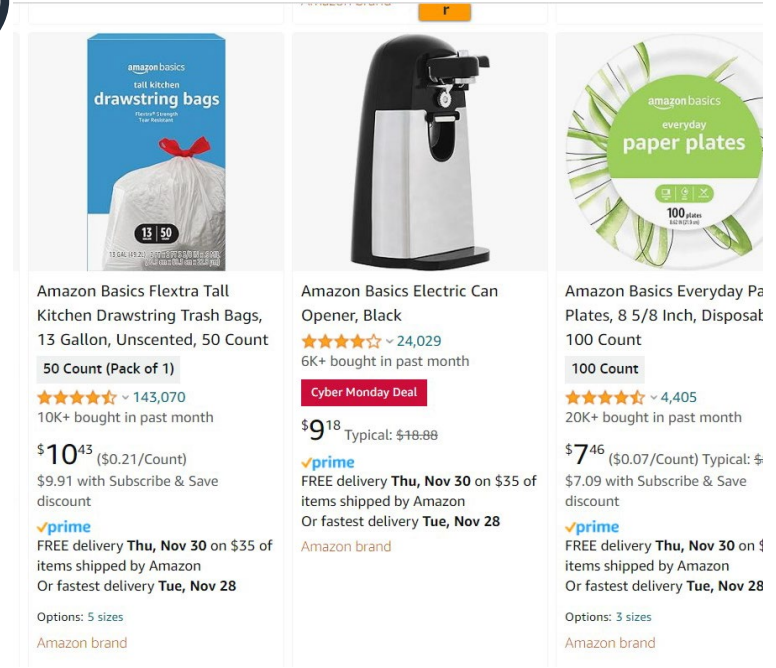 r
amazon basics
tall kitchen
drawstring bags
Flextra® Strength
Tear Resistant
13 50
Amazon Basics Flextra Tall
Kitchen Drawstring Trash Bags,
13 Gallon, Unscented, 50 Count
50 Count (Pack of 1)
143,070
10K+ bought in past month
$10.43 ($0.21/Count)
$9.91 with Subscribe & Save
discount
prime
FREE delivery Thu, Nov 30 on $35 of
items shipped by Amazon
Or fastest delivery Tue, Nov 28
Options: 5 sizes
Amazon brand
Amazon Basics Electric Can
Opener, Black
24,029
6K+ bought in past month
Cyber Monday Deal
$9.18 Typical: $18.88
prime
FREE delivery Thu, Nov 30 on $35 of
items shipped by Amazon
Or fastest delivery Tue, Nov 28
Amazon brand
amazon basics
everyday
paper plates
100 plates
Amazon Basics Everyday Pa
Plates, 8 5/8 Inch, Disposab
100 Count
100 Count
4,405
20K+ bought in past month
$7.46 ($0.07/Count) Typical: $
$7.09 with Subscribe & Save
discount
prime
FREE delivery Thu, Nov 30 on $
items shipped by Amazon
Or fastest delivery Tue, Nov 28
Options: 3 sizes
Amazon brand